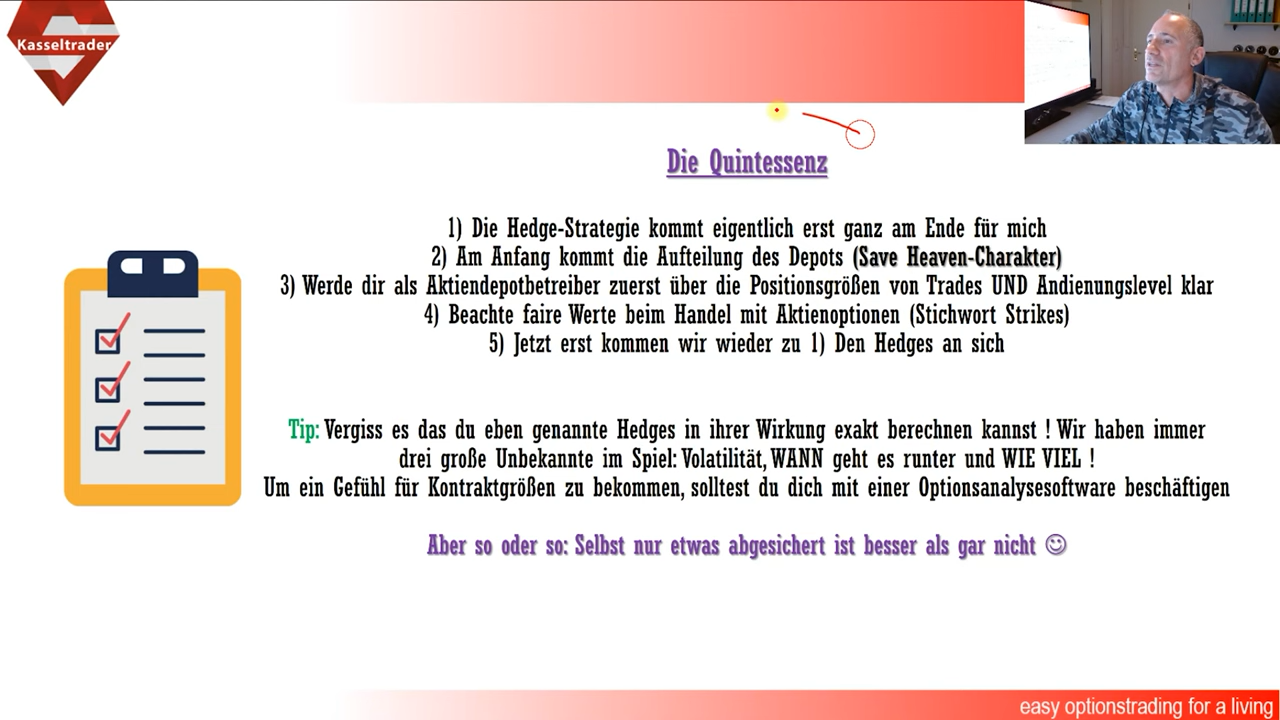 Kasseltrader
Die Quintessenz
1) Die Hedge-Strategie kommt eigentlich erst ganz am Ende für mich
2) Am Anfang kommt die Aufteilung des Depots (Save Heaven-Charakter)
3) Werde dir als Aktiendepotbetreiber zuerst über die Positionsgrößen von Trades UND Andienungslevel klar
4) Beachte faire Werte beim Handel mit Aktienoptionen (Stichwort Strikes)
5) Jetzt erst kommen wir wieder zu 1) Den Hedges an sich
Tip: Vergiss es das du eben genannte Hedges in ihrer Wirkung exakt berechnen kannst ! Wir haben immer
drei große Unbekannte im Spiel: Volatilität, WANN geht es runter und WIE VIEL !
Um ein Gefühl für Kontraktgrößen zu bekommen, solltest du dich mit einer Optionsanalysesoftware beschäftigen
Aber so oder so: Selbst nur etwas abgesichert ist besser als gar nicht ☺
easy optionstrading for a living